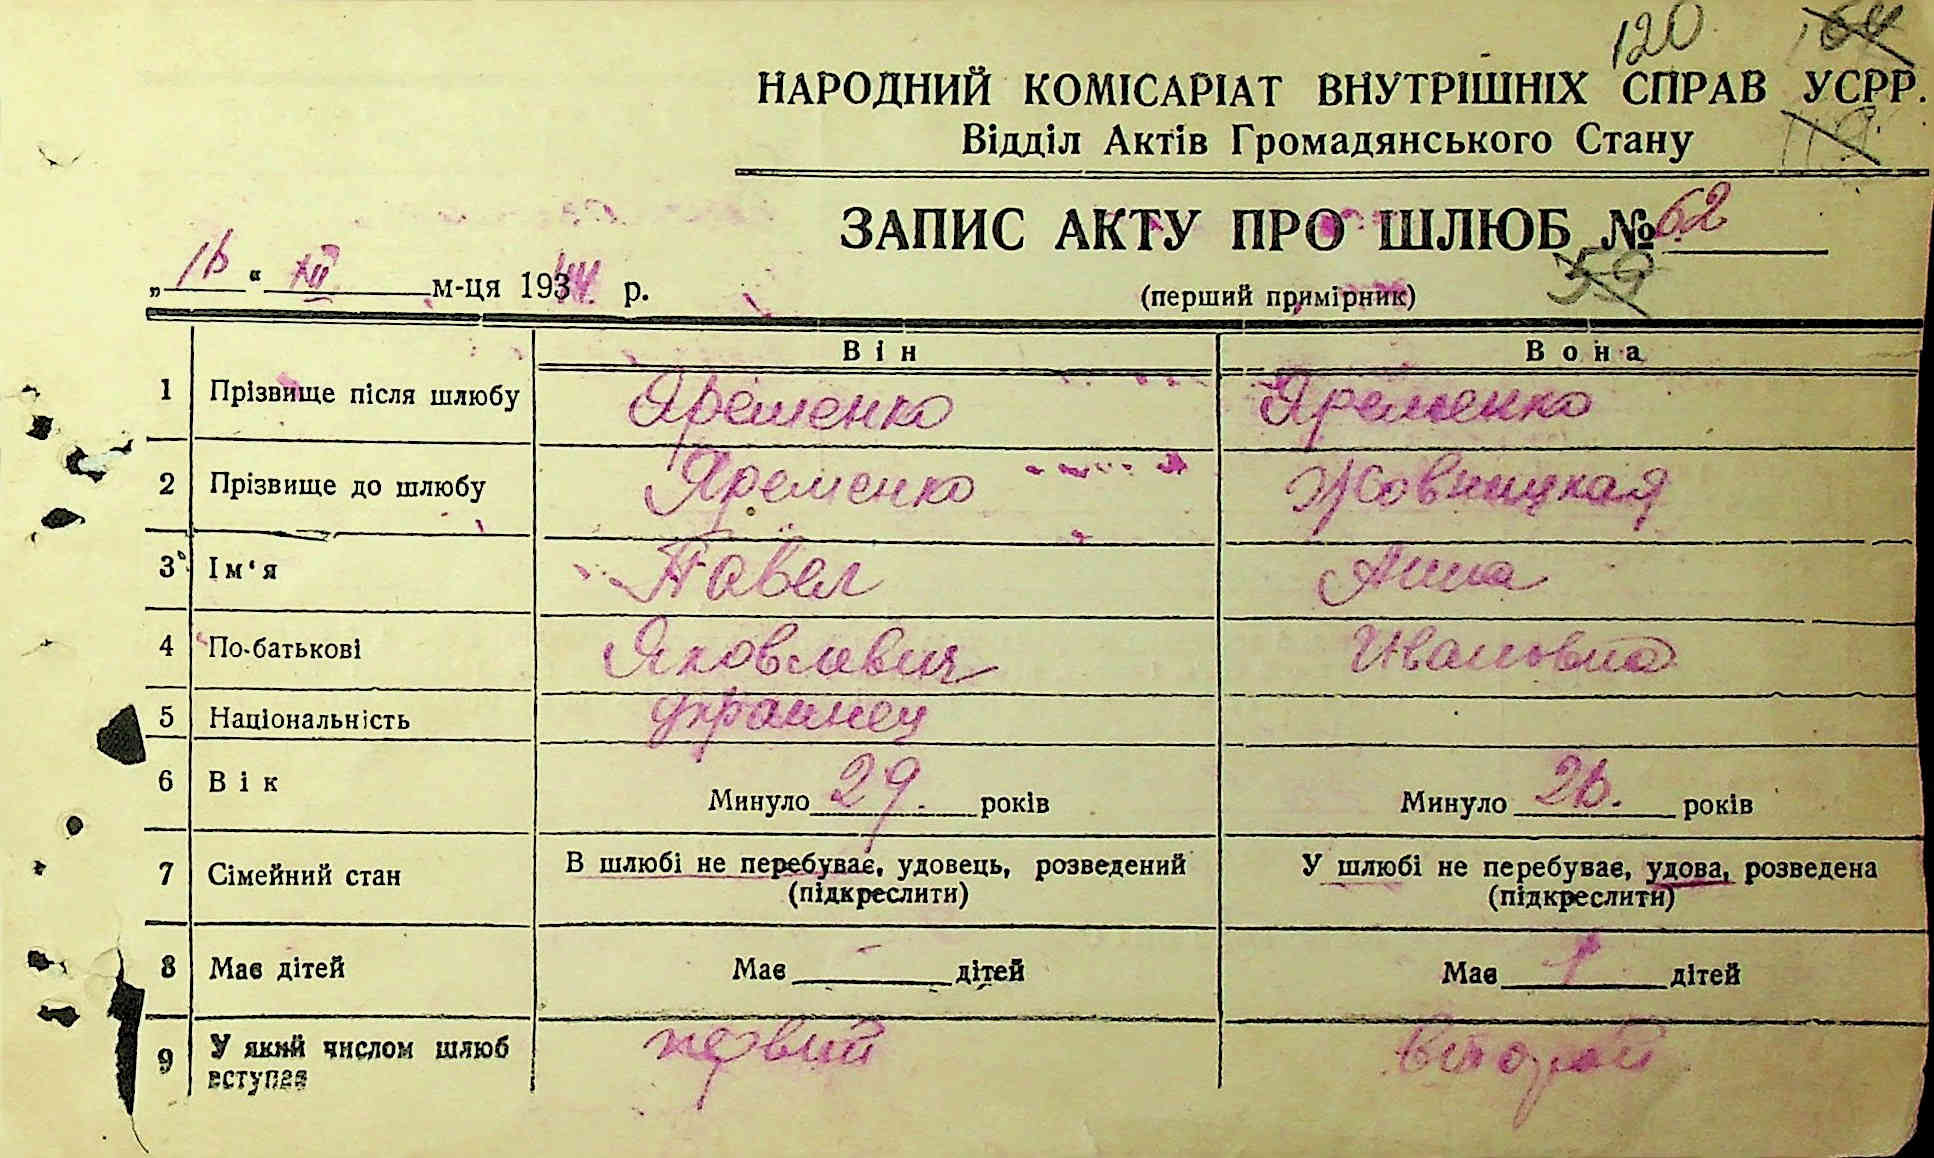 120
НАРОДНИЙ КОМІСАРІАТ ВНУТРІШНІХ СПРАВ УСРР.
Відділ Актів Громадянського Стану
ЗАПИС АКТУ ПРО ШЛЮБ № 62
59
„ “ XII м-ця 1944 р.
(перший примірник)
Він Вона
1 Прізвище після шлюбу Яременко Яременко
2 Прізвище до шлюбу Яременко Жовницкая
3 Ім‘я Павел Анна
4 По-батькові Яковлевич Ивановна
5 Національність украинец
6 Вік Минуло 29. років Минуло років
7 Сімейний стан В шлюбі не перебуває, удовець, розведений У шлюбі не перебуває, удова, розведена
(підкреслити) (підкреслити)
8 Має дітей Має - дітей Має 1 дітей
9 У який числом шлюб вступає первий второй